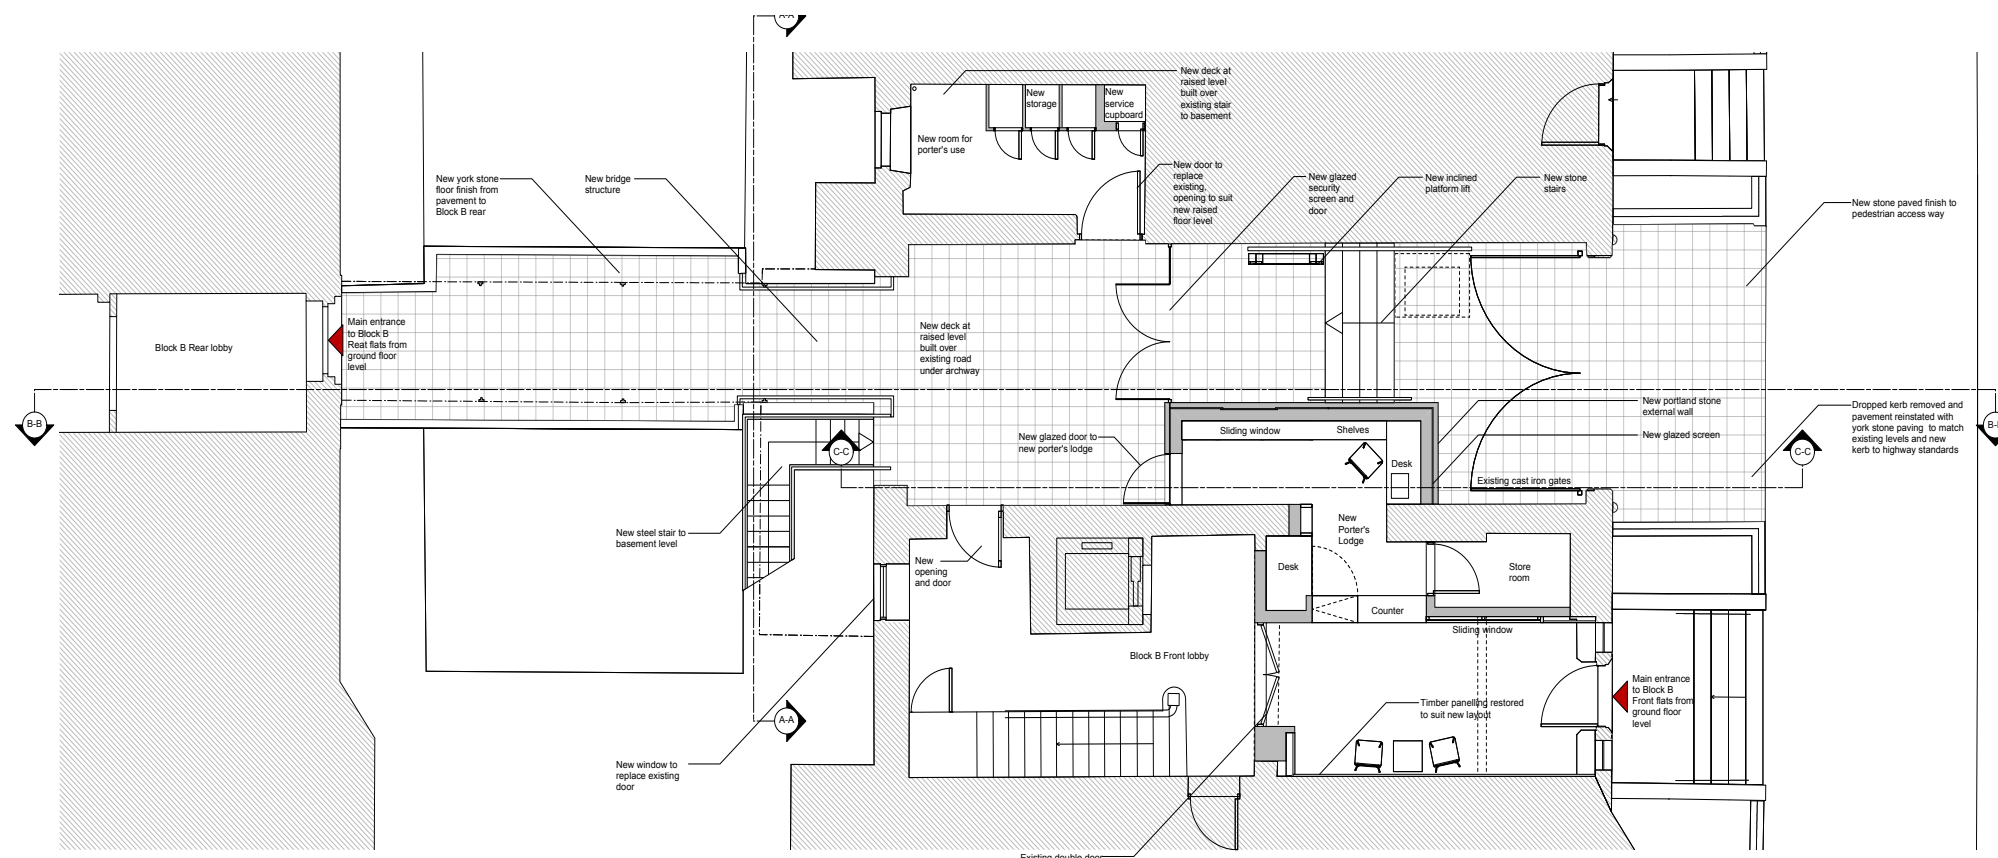 A-A
New deck at
raised level
built over
existing stair
to basement
New
storage
New
service
cupboard
New room for
porter's use
New york stone
floor finish from
pavement to
Block B rear
New bridge
structure
New door to
replace
existing,
opening to suit
new raised
floor level
New glazed
security
screen and
door
New inclined
platform lift
New stone
stairs
New stone paved finish to
pedestrian access way
Block B Rear lobby
Main entrance
to Block B
Reat flats from
ground floor
level
New deck at
raised level
built over
existing road
under archway
B-B
C-C
New glazed door to
new porter's lodge
Sliding window
Shelves
Desk
New portland stone
external wall
New glazed screen
Existing cast iron gates
Dropped kerb removed and
pavement reinstated with
york stone paving to match
existing levels and new
kerb to highway standards
C-C
New steel stair to
basement level
New
opening
and door
New
Porter's
Lodge
Desk
Store
room
Counter
Sliding window
Block B Front lobby
Main entrance
to Block B
Front flats from
ground floor
level
Timber panelling restored
to suit new layout
A-A
New window to
replace existing
door
Existing double door